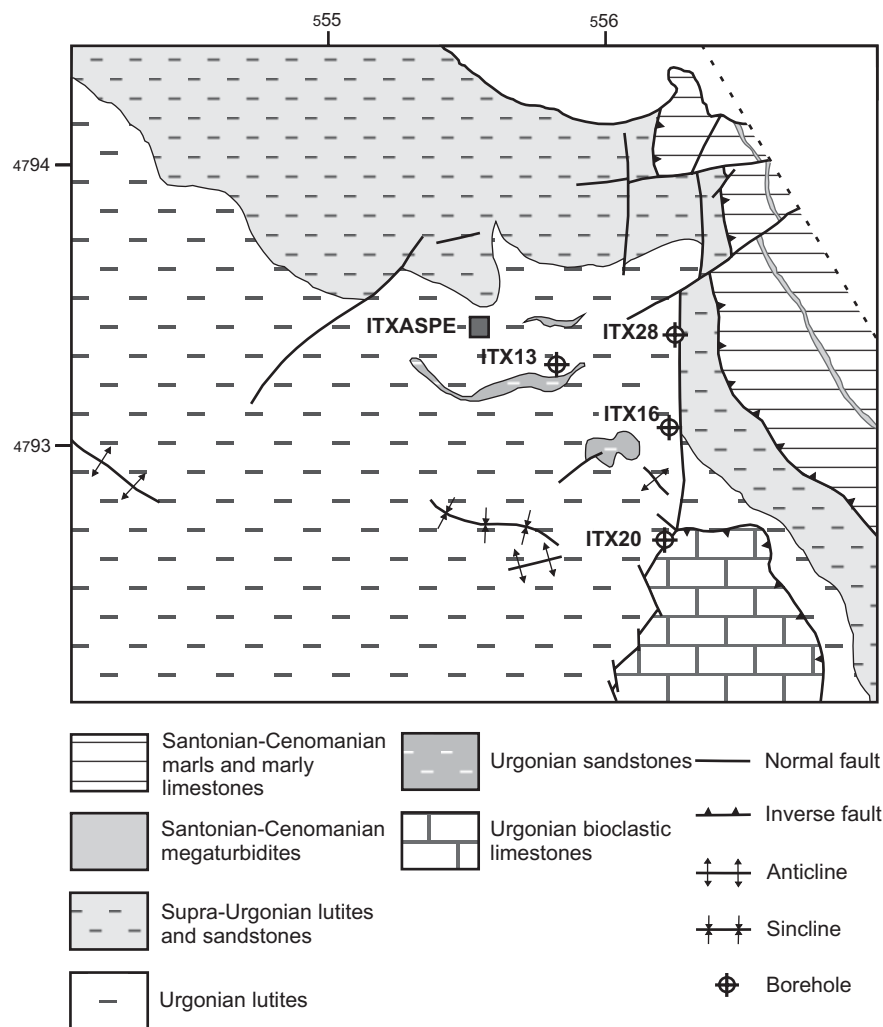 555 556
4794
4793
ITXASPE
ITX13
ITX28
ITX16
ITX20
Santonian-Cenomanian
marls and marly
limestones
Santonian-Cenomanian
megaturbidites
Supra-Urgonian lutites
and sandstones
Urgonian lutites
Urgonian sandstones
Urgonian bioclastic
limestones
Normal fault
Inverse fault
Anticline
Sincline
Borehole